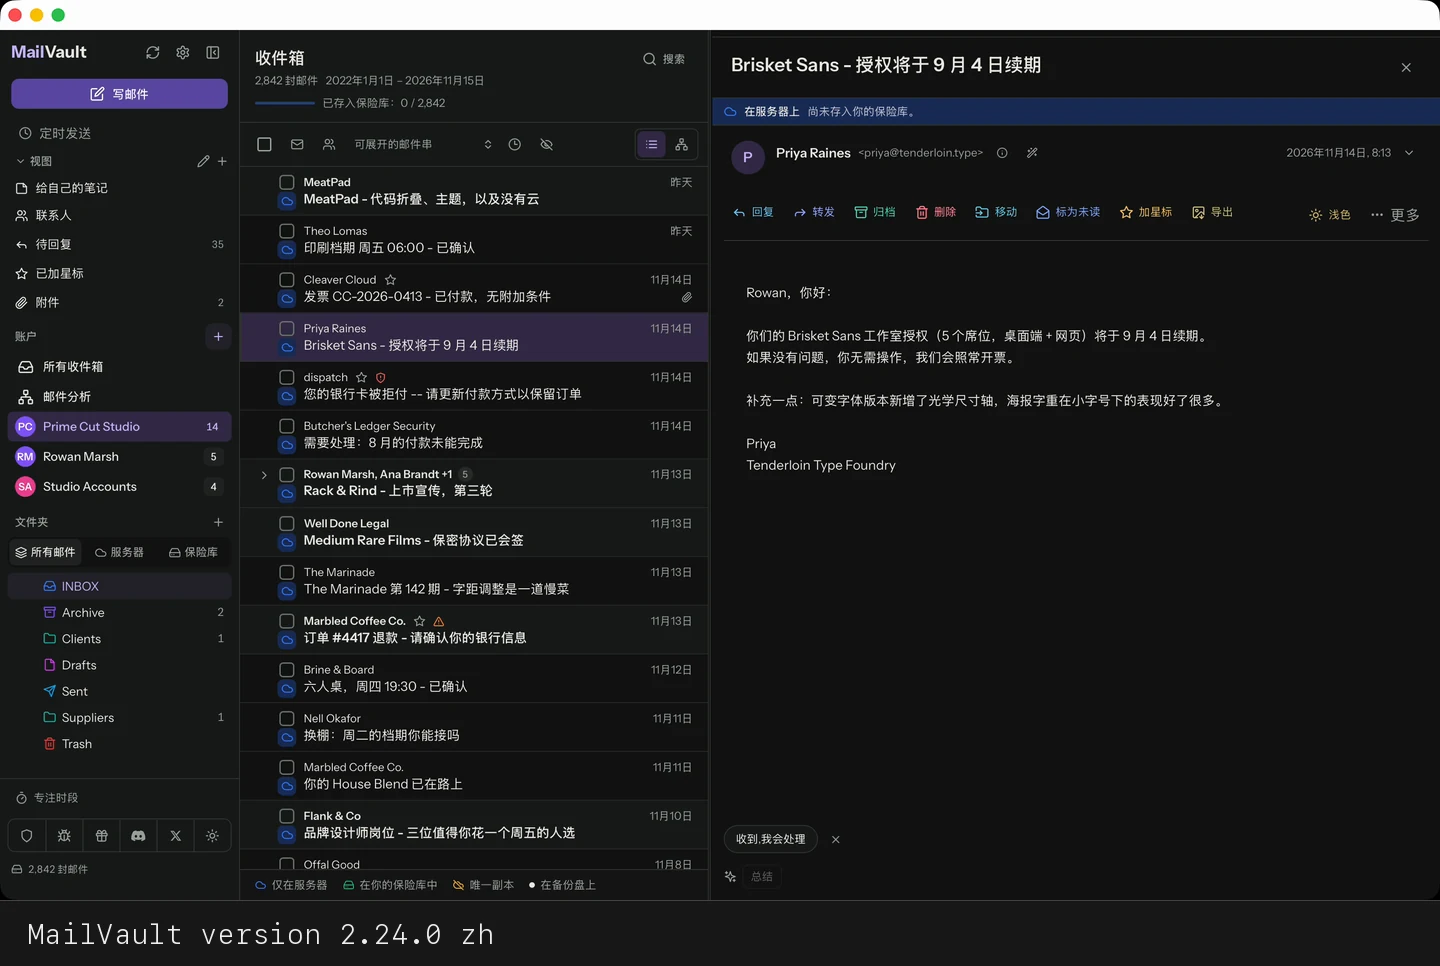 MailVault
写邮件
定时发送
视图
给自己的笔记
联系人
待回复 35
已加星标
附件 2
账户
所有收件箱
邮件分析
PC Prime Cut Studio 14
RM Rowan Marsh 5
SA Studio Accounts 4
文件夹
所有邮件 服务器 保险库
INBOX
Archive 2
Clients 1
Drafts
Sent
Suppliers 1
Trash
专注时段
2,842 封邮件
收件箱
搜索
2,842 封邮件 2022年1月1日 – 2026年11月15日
已存入保险库：0 / 2,842
可展开的邮件串
MeatPad 昨天
MeatPad - 代码折叠、主题，以及没有云
Theo Lomas 昨天
印刷档期 周五 06:00 - 已确认
Cleaver Cloud 11月14日
发票 CC-2026-0413 - 已付款，无附加条件
Priya Raines 11月14日
Brisket Sans - 授权将于 9 月 4 日续期
dispatch 11月14日
您的银行卡被拒付 -- 请更新付款方式以保留订单
Butcher's Ledger Security 11月14日
需要处理：8 月的付款未能完成
Rowan Marsh, Ana Brandt +1 5 11月13日
Rack & Rind - 上市宣传，第三轮
Well Done Legal 11月13日
Medium Rare Films - 保密协议已会签
The Marinade 11月13日
The Marinade 第 142 期 - 字距调整是一道慢菜
Marbled Coffee Co. 11月13日
订单 #4417 退款 - 请确认你的银行信息
Brine & Board 11月12日
六人桌，周四 19:30 - 已确认
Nell Okafor 11月11日
换棚：周二的档期你能接吗
Marbled Coffee Co. 11月11日
你的 House Blend 已在路上
Flank & Co 11月10日
品牌设计师岗位 - 三位值得你花一个周五的人选
Offal Good 11月8日
仅在服务器 在你的保险库中 唯一副本 在备份盘上
Brisket Sans - 授权将于 9 月 4 日续期
在服务器上 尚未存入你的保险库。
P Priya Raines <priya@tenderloin.type> 2026年11月14日, 8:13
回复 转发 归档 删除 移动 标为未读 加星标 导出 浅色 更多
Rowan，你好：
你们的 Brisket Sans 工作室授权（5 个席位，桌面端 + 网页）将于 9 月 4 日续期。
如果没有问题，你无需操作，我们会照常开票。
补充一点：可变字体版本新增了光学尺寸轴，海报字重在小字号下的表现好了很多。
Priya
Tenderloin Type Foundry
收到,我会处理
总结
MailVault version 2.24.0 zh